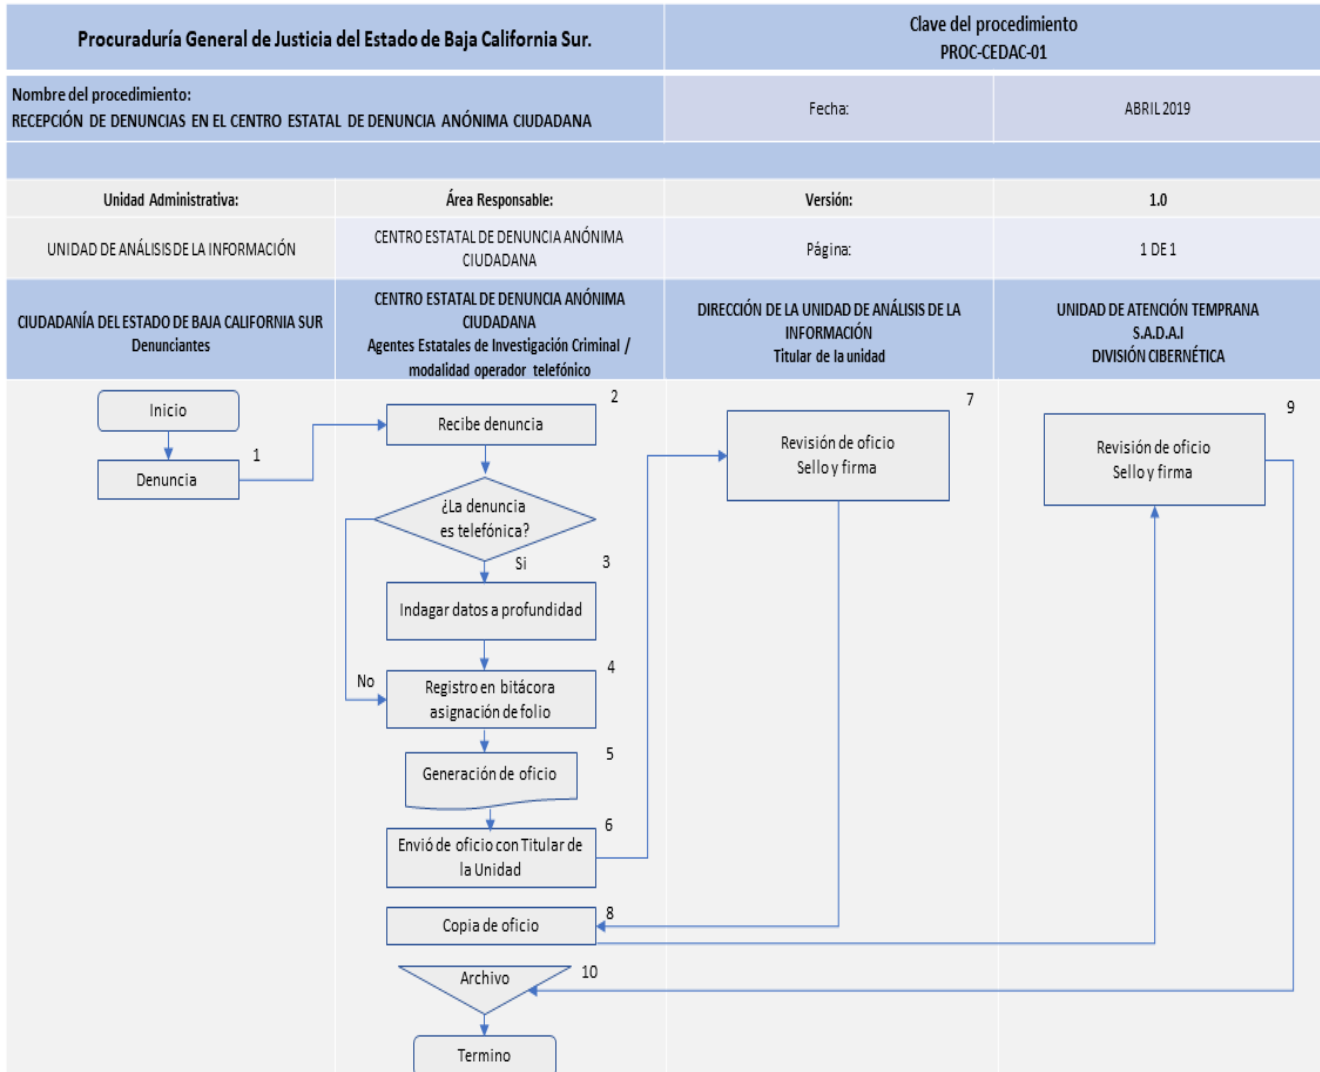 Procuraduría General de Justicia del Estado de Baja California Sur.
Clave del procedimiento
PROC-CEDAC-01
Nombre del procedimiento:
RECEPCIÓN DE DENUNCIAS EN EL CENTRO ESTATAL DE DENUNCIA ANÓNIMA CIUDADANA
Fecha:
ABRIL 2019
Unidad Administrativa:
Área Responsable:
Versión:
1.0
UNIDAD DE ANÁLISIS DE LA INFORMACIÓN
CENTRO ESTATAL DE DENUNCIA ANÓNIMA
CIUDADANA
Página:
1 DE 1
CIUDADANÍA DEL ESTADO DE BAJA CALIFORNIA SUR
Denunciantes
CENTRO ESTATAL DE DENUNCIA ANÓNIMA
CIUDADANA
Agentes Estatales de Investigación Criminal /
modalidad operador telefónico
DIRECCIÓN DE LA UNIDAD DE ANÁLISIS DE LA
INFORMACIÓN
Titular de la unidad
UNIDAD DE ATENCIÓN TEMPRANA
S.A.D.A.I
DIVISIÓN CIBERNÉTICA
Inicio
1
Denuncia
2
Recibe denuncia
¿La denuncia
es telefónica?
Si
3
Indagar datos a profundidad
No
4
Registro en bitácora
asignación de folio
5
Generación de oficio
6
Envió de oficio con Titular de
la Unidad
7
Revisión de oficio
Sello y firma
8
Copia de oficio
9
Revisión de oficio
Sello y firma
10
Archivo
Termino